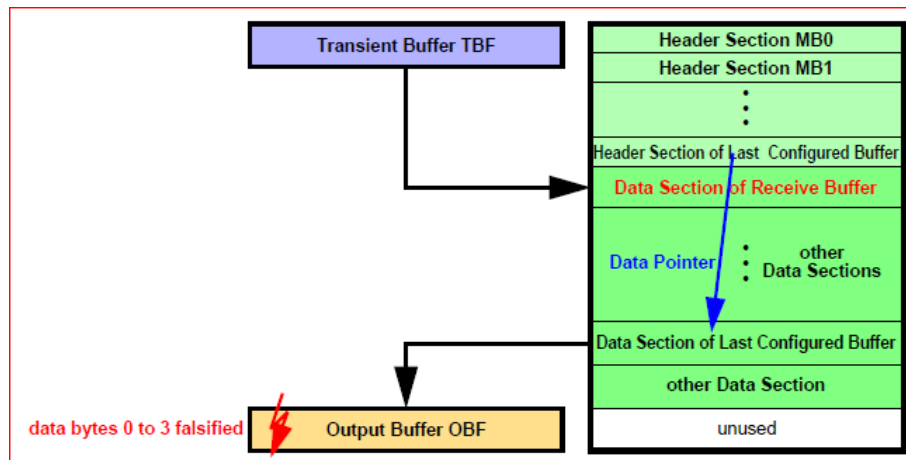 Transient Buffer TBF
Header Section MB0
Header Section MB1
Header Section of Last Configured Buffer
Data Section of Receive Buffer
Data Pointer
other
Data Sections
Data Section of Last Configured Buffer
other Data Section
data bytes 0 to 3 falsified
Output Buffer OBF
unused